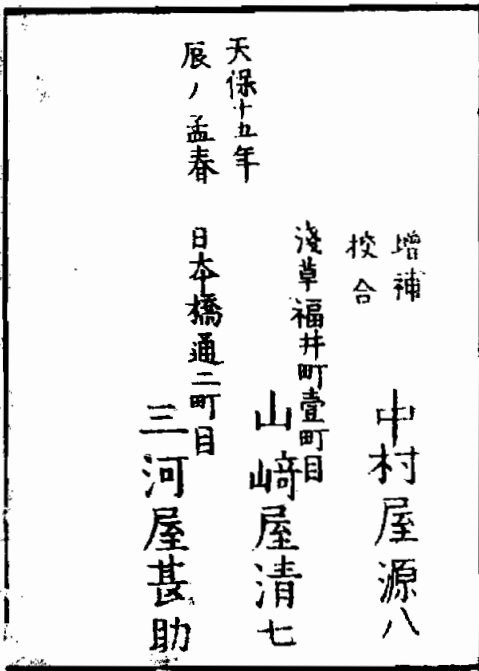 増補
校合
中村屋源八
淺草福井町壹町目
山﨑屋清七
天保十五年
辰ノ孟春
日本橋通二町目
三河屋甚助